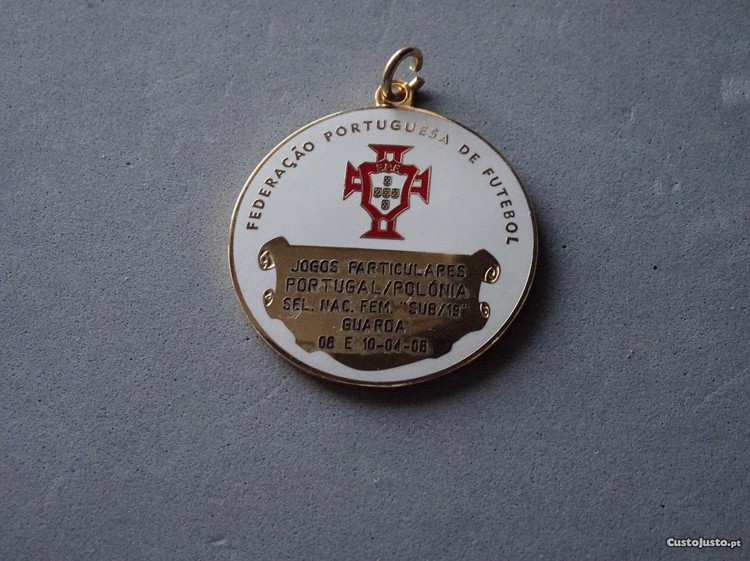 FEDERAÇÃO PORTUGUESA DE FUTEBOL
FPF
JOGOS PARTICULARES
PORTUGAL/POLÓNIA
SEL. NAC. FEM. "SUB/19"
GUARDA
08 E 10-04-08
CustoJusto.pt